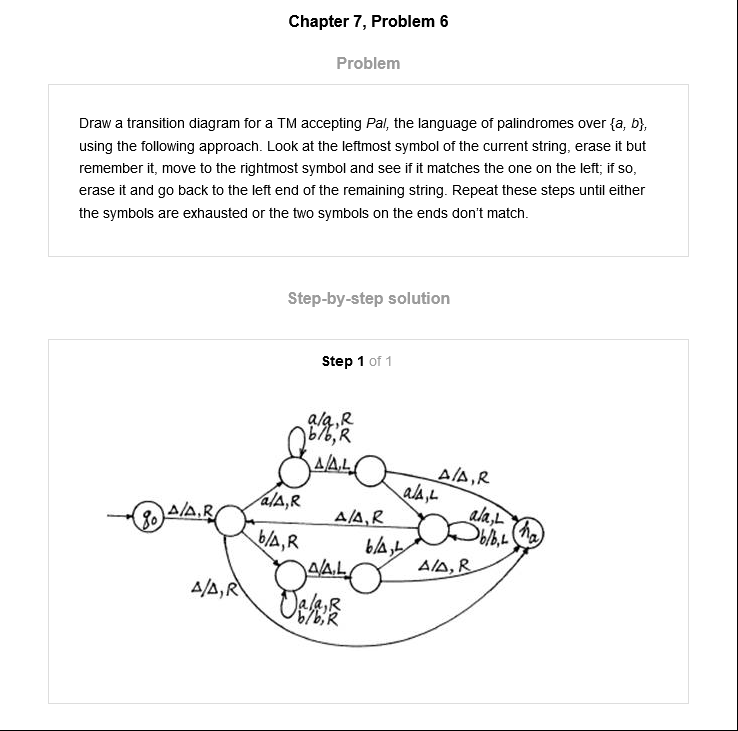 Chapter 7, Problem 6
Problem
Draw a transition diagram for a TM accepting Pal, the language of palindromes over {a, b},
using the following approach. Look at the leftmost symbol of the current string, erase it but
remember it, move to the rightmost symbol and see if it matches the one on the left; if so,
erase it and go back to the left end of the remaining string. Repeat these steps until either
the symbols are exhausted or the two symbols on the ends don't match.
Step-by-step solution
Step 1 of 1
a/a,R
b/b,R
Δ/Δ,L
Δ/Δ,R
a/Δ,L
a/Δ,R
q0
Δ/Δ,R
Δ/Δ,R
a/a,L
b/b,L
ha
b/Δ,R
b/Δ,L
Δ/Δ,L
Δ/Δ,R
Δ/Δ,R
a/a,R
b/b,R